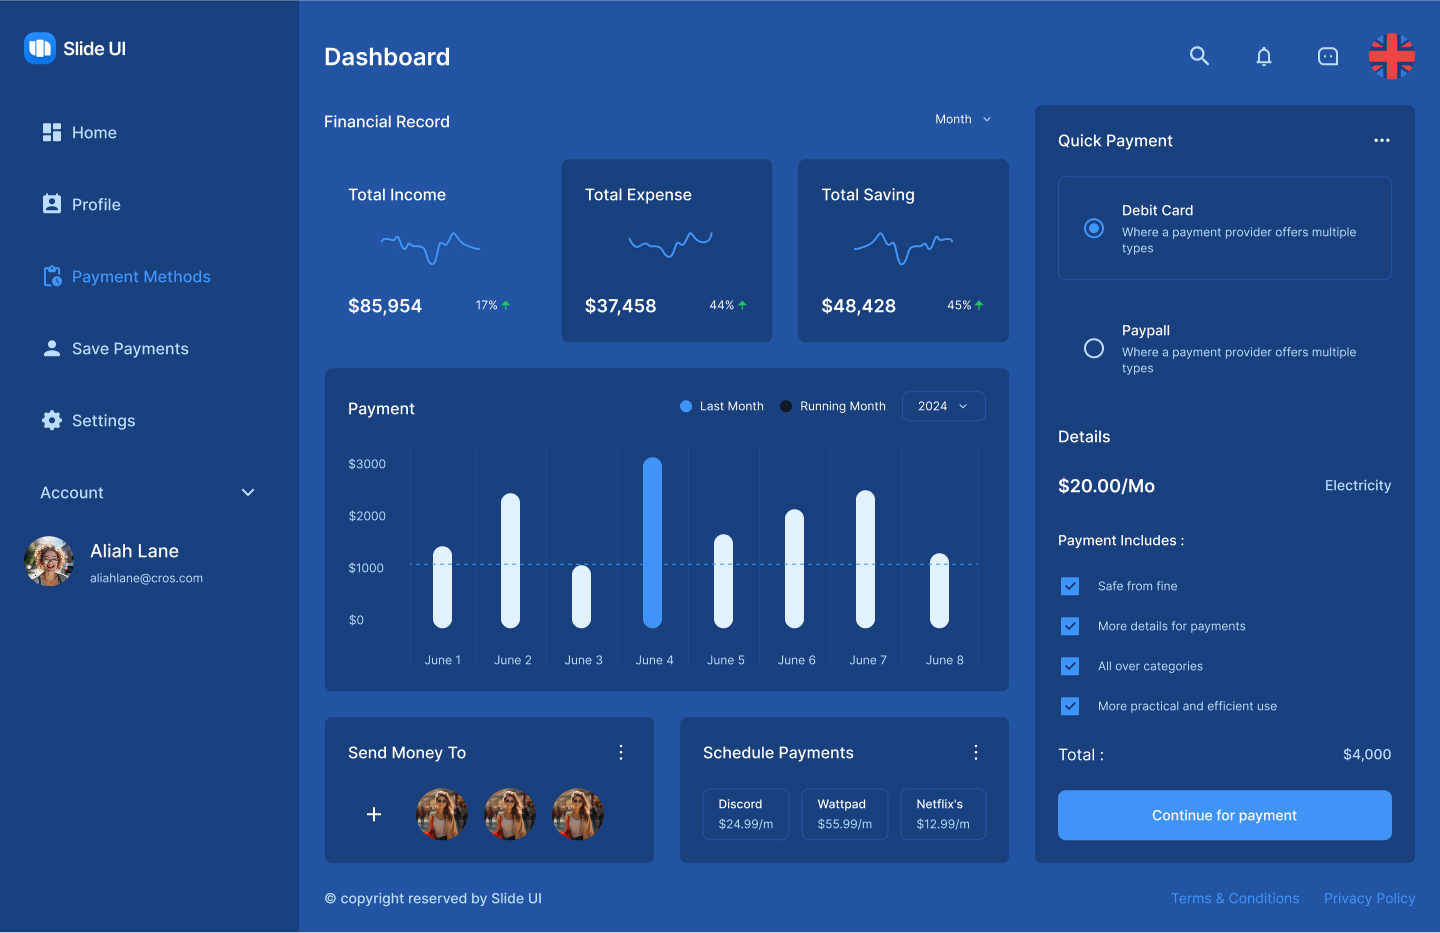 Slide UI
Home
Profile
Payment Methods
Save Payments
Settings
Account
Aliah Lane
aliahlane@cros.com
Dashboard
Financial Record
Month
Total Income
$85,954
17%
Total Expense
$37,458
44%
Total Saving
$48,428
45%
Payment
Last Month
Running Month
2024
$3000
$2000
$1000
$0
June 1
June 2
June 3
June 4
June 5
June 6
June 7
June 8
Send Money To
Schedule Payments
Discord
$24.99/m
Wattpad
$55.99/m
Netflix's
$12.99/m
Quick Payment
Debit Card
Where a payment provider offers multiple
types
Paypall
Where a payment provider offers multiple
types
Details
$20.00/Mo
Electricity
Payment Includes :
Safe from fine
More details for payments
All over categories
More practical and efficient use
Total :
$4,000
Continue for payment
© copyright reserved by Slide UI
Terms & Conditions
Privacy Policy